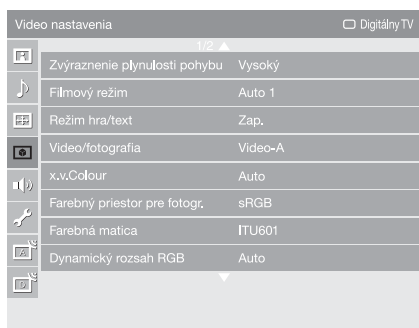 Video nastavenia Digitálny TV
1/2
Zvýraznenie plynulosti pohybu Vysoký
Filmový režim Auto 1
Režim hra/text Zap.
Video/fotografia Video-A
x.v.Colour Auto
Farebný priestor pre fotogr. sRGB
Farebná matica ITU601
Dynamický rozsah RGB Auto
A
D